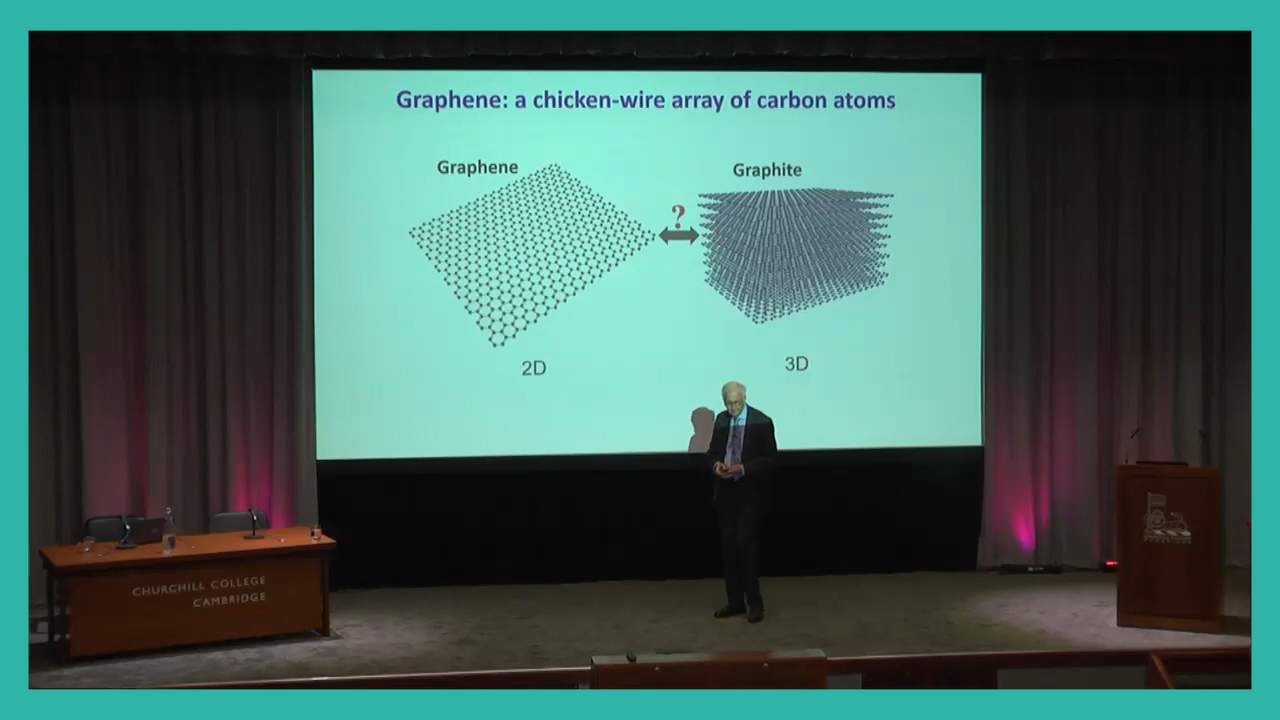 Graphene: a chicken-wire array of carbon atoms
Graphene
Graphite
?
2D
3D
CHURCHILL COLLEGE
CAMBRIDGE